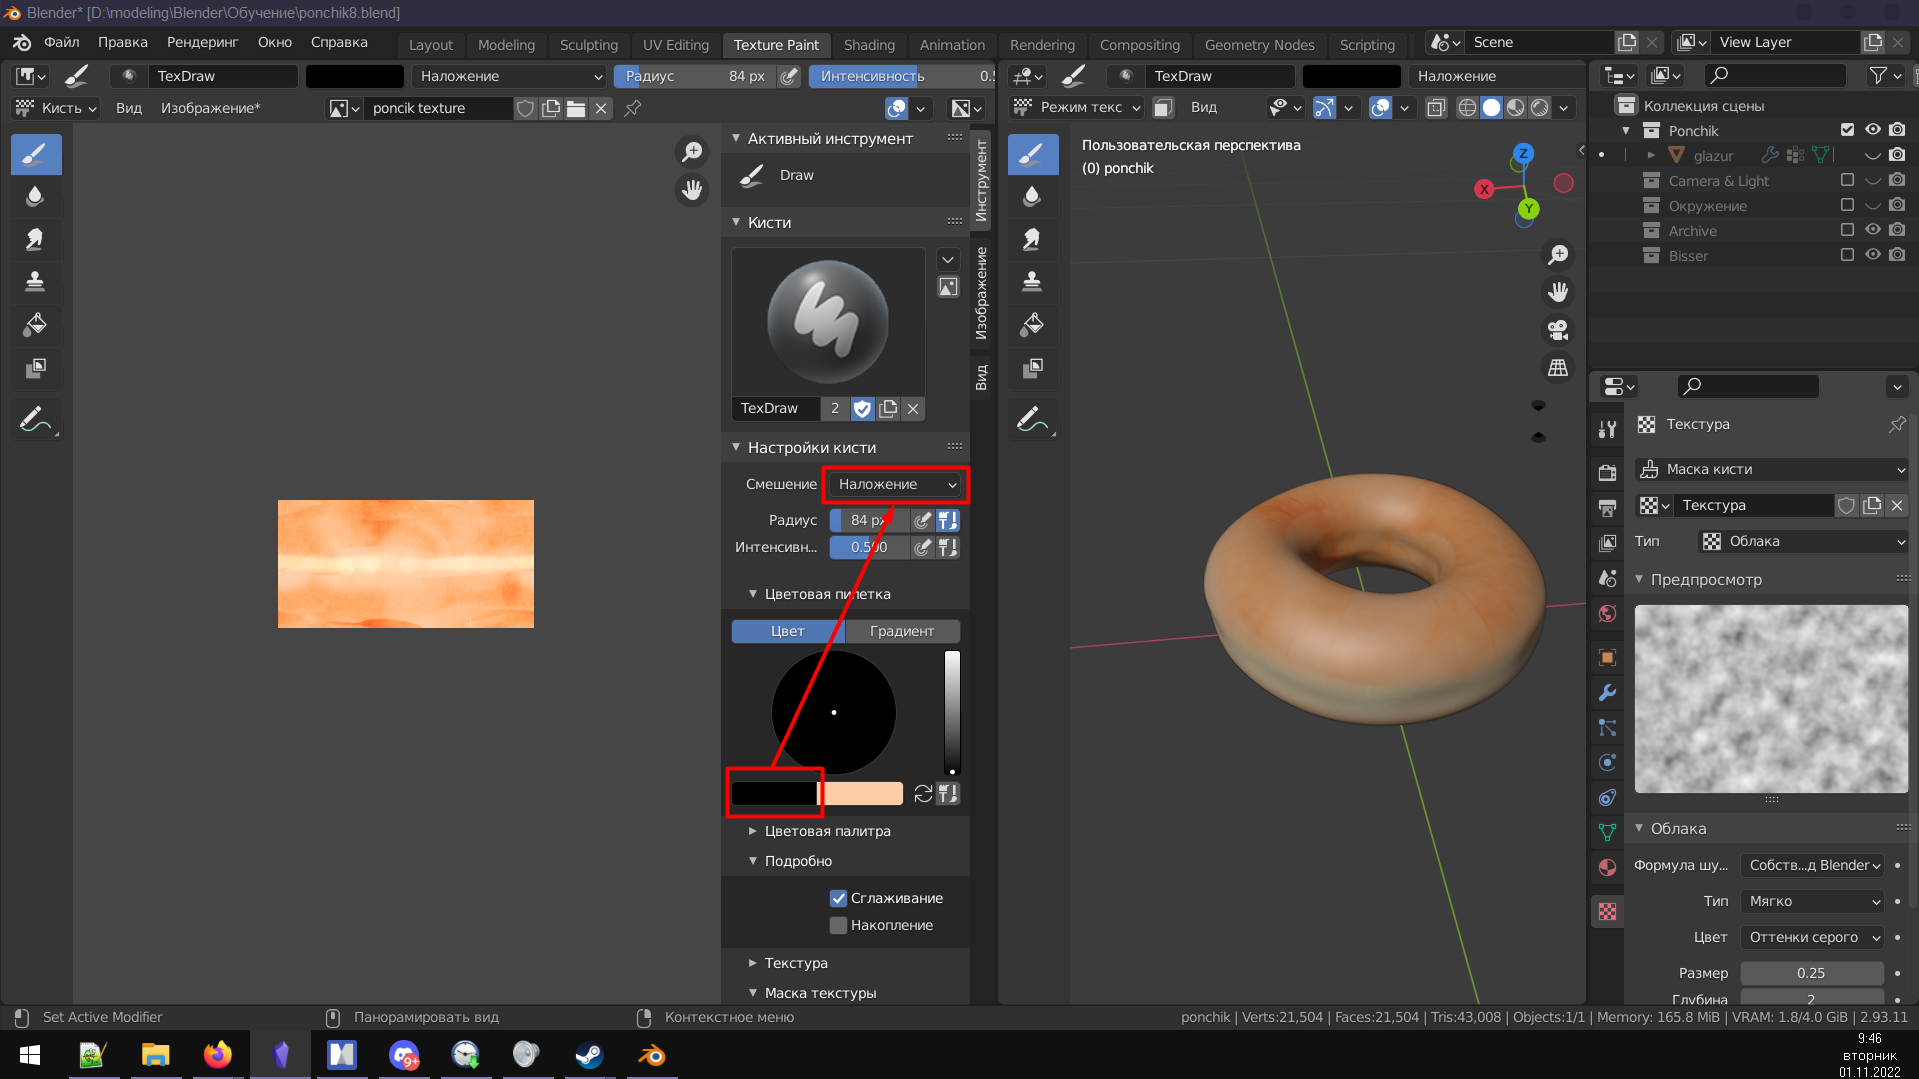 Blender* [D:\modeling\Blender\Обучение\ponchik8.blend]
Файл Правка Рендеринг Окно Справка Layout Modeling Sculpting UV Editing Texture Paint Shading Animation Rendering Compositing Geometry Nodes Scripting Scene View Layer
TexDraw Наложение Радиус 84 px Интенсивность TexDraw Наложение
Кисть Вид Изображение* poncik texture Режим текс Вид
Коллекция сцены
Ponchik
glazur
Camera & Light
Окружение
Archive
Bisser
Активный инструмент
Draw
Кисти
TexDraw 2
Настройки кисти
Смешение Наложение
Радиус 84 px
Интенсивн... 0.500
Цветовая пилетка
Цвет Градиент
Цветовая палитра
Подробно
Сглаживание
Накопление
Текстура
Маска текстуры
Инструмент
Изображение
Вид
Пользовательская перспектива
(0) ponchik
Z
X
Y
Текстура
Маска кисти
Текстура
Тип Облака
Предпросмотр
Облака
Формула шу... Собств...д Blender
Тип Мягко
Цвет Оттенки серого
Размер 0.25
Глубина 2
Set Active Modifier Панорамировать вид Контекстное меню ponchik | Verts:21,504 | Faces:21,504 | Tris:43,008 | Objects:1/1 | Memory: 165.8 MiB | VRAM: 1.8/4.0 GiB | 2.93.11
9+
9:46
вторник
01.11.2022